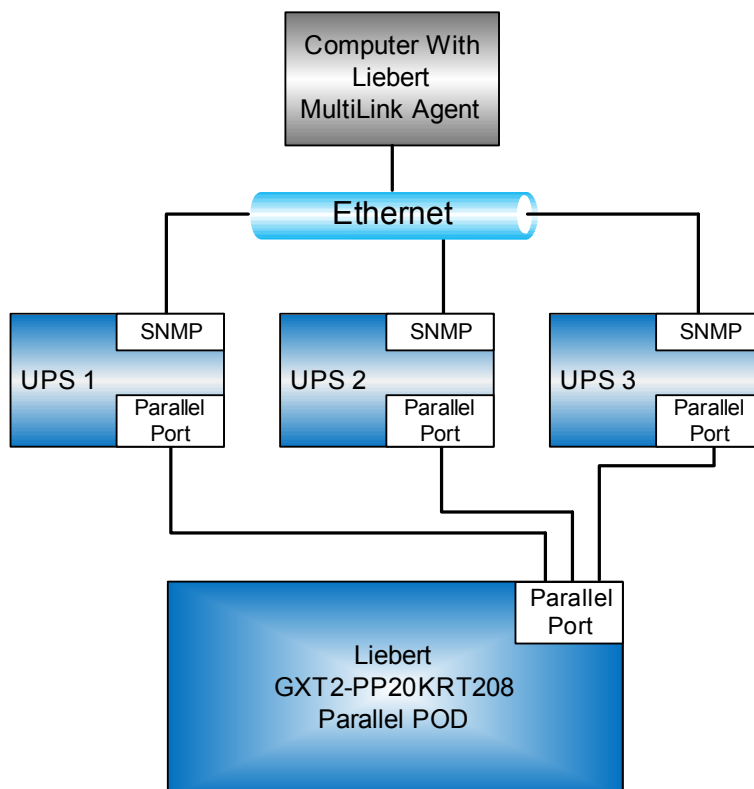 Computer With
Liebert
MultiLink Agent
Ethernet
SNMP
SNMP
SNMP
UPS 1
UPS 2
UPS 3
Parallel
Port
Parallel
Port
Parallel
Port
Parallel
Port
Liebert
GXT2-PP20KRT208
Parallel POD